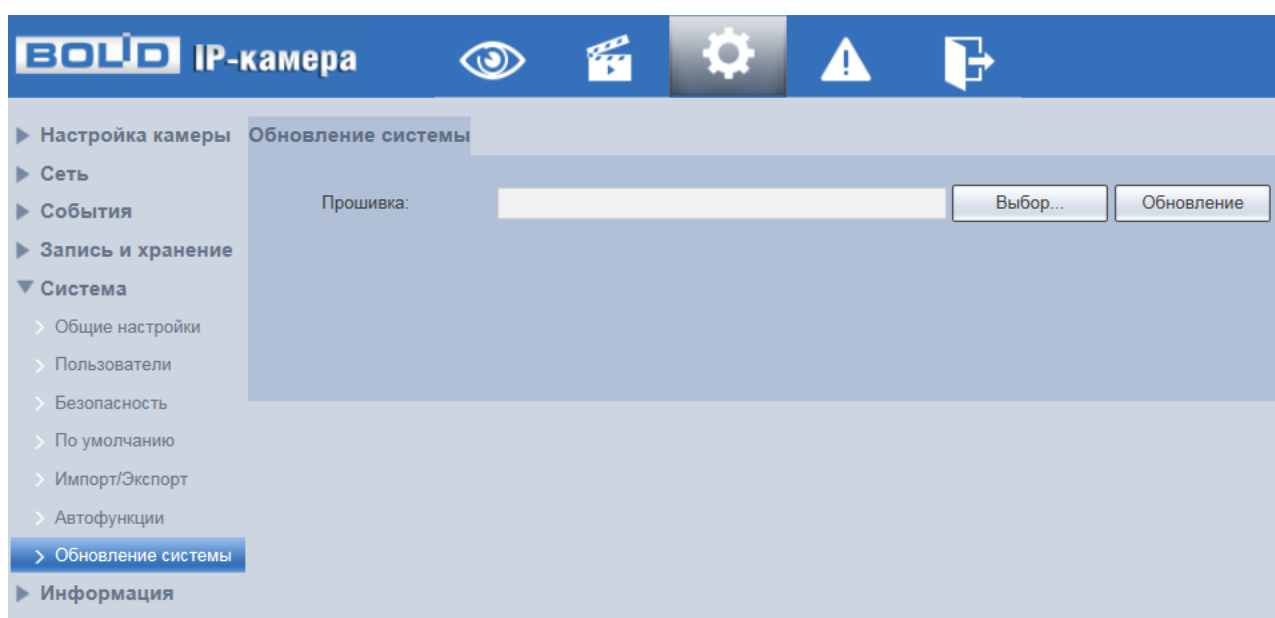 BOLID IP-камера
Настройка камеры
Обновление системы
Сеть
Прошивка:
Выбор...
Обновление
События
Запись и хранение
Система
Общие настройки
Пользователи
Безопасность
По умолчанию
Импорт/Экспорт
Автофункции
Обновление системы
Информация